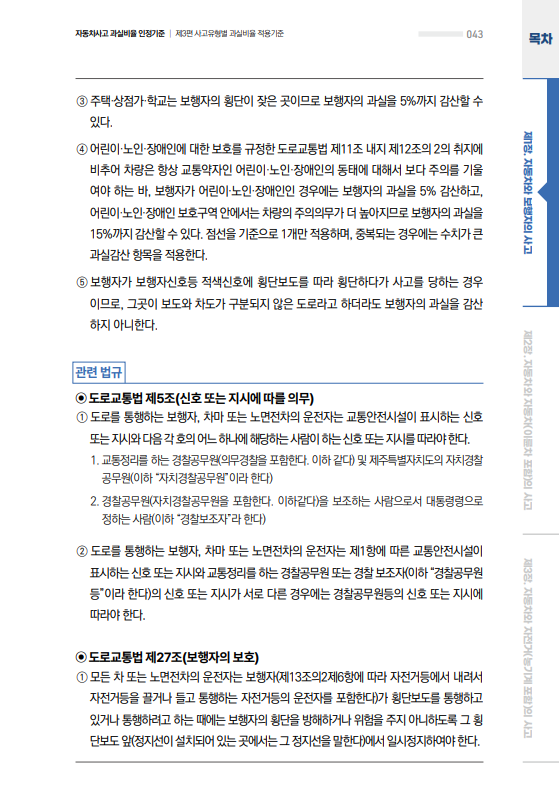 자동차사고 과실비율 인정기준 | 제3편 사고유형별 과실비율 적용기준
043
목차
③ 주택·상점가·학교는 보행자의 횡단이 잦은 곳이므로 보행자의 과실을 5%까지 감산할 수
있다.
④ 어린이·노인·장애인에 대한 보호를 규정한 도로교통법 제11조 내지 제12조의 2의 취지에
비추어 차량은 항상 교통약자인 어린이·노인·장애인의 동태에 대해서 보다 주의를 기울
여야 하는 바, 보행자가 어린이·노인·장애인인 경우에는 보행자의 과실을 5% 감산하고,
어린이·노인·장애인 보호구역 안에서는 차량의 주의의무가 더 높아지므로 보행자의 과실을
15%까지 감산할 수 있다. 점선을 기준으로 1개만 적용하며, 중복되는 경우에는 수치가 큰
과실감산 항목을 적용한다.
⑤ 보행자가 보행자신호등 적색신호에 횡단보도를 따라 횡단하다가 사고를 당하는 경우
이므로, 그곳이 보도와 차도가 구분되지 않은 도로라고 하더라도 보행자의 과실을 감산
하지 아니한다.
관련 법규
◉ 도로교통법 제5조(신호 또는 지시에 따를 의무)
① 도로를 통행하는 보행자, 차마 또는 노면전차의 운전자는 교통안전시설이 표시하는 신호
또는 지시와 다음 각 호의 어느 하나에 해당하는 사람이 하는 신호 또는 지시를 따라야 한다.
1. 교통정리를 하는 경찰공무원(의무경찰을 포함한다. 이하 같다) 및 제주특별자치도의 자치경찰
공무원(이하 “자치경찰공무원”이라 한다)
2. 경찰공무원(자치경찰공무원을 포함한다. 이하같다)을 보조하는 사람으로서 대통령령으로
정하는 사람(이하 “경찰보조자”라 한다)
② 도로를 통행하는 보행자, 차마 또는 노면전차의 운전자는 제1항에 따른 교통안전시설이
표시하는 신호 또는 지시와 교통정리를 하는 경찰공무원 또는 경찰 보조자(이하 “경찰공무원
등”이라 한다)의 신호 또는 지시가 서로 다른 경우에는 경찰공무원등의 신호 또는 지시에
따라야 한다.
◉ 도로교통법 제27조(보행자의 보호)
① 모든 차 또는 노면전차의 운전자는 보행자(제13조의2제6항에 따라 자전거등에서 내려서
자전거등을 끌거나 들고 통행하는 자전거등의 운전자를 포함한다)가 횡단보도를 통행하고
있거나 통행하려고 하는 때에는 보행자의 횡단을 방해하거나 위험을 주지 아니하도록 그 횡
단보도 앞(정지선이 설치되어 있는 곳에서는 그 정지선을 말한다)에서 일시정지하여야 한다.
제1장. 자동차와 보행자의 사고
제2장. 자동차와 자동차(이륜차 포함)의 사고
제3장. 자동차와 자전거(농기계 포함)의 사고